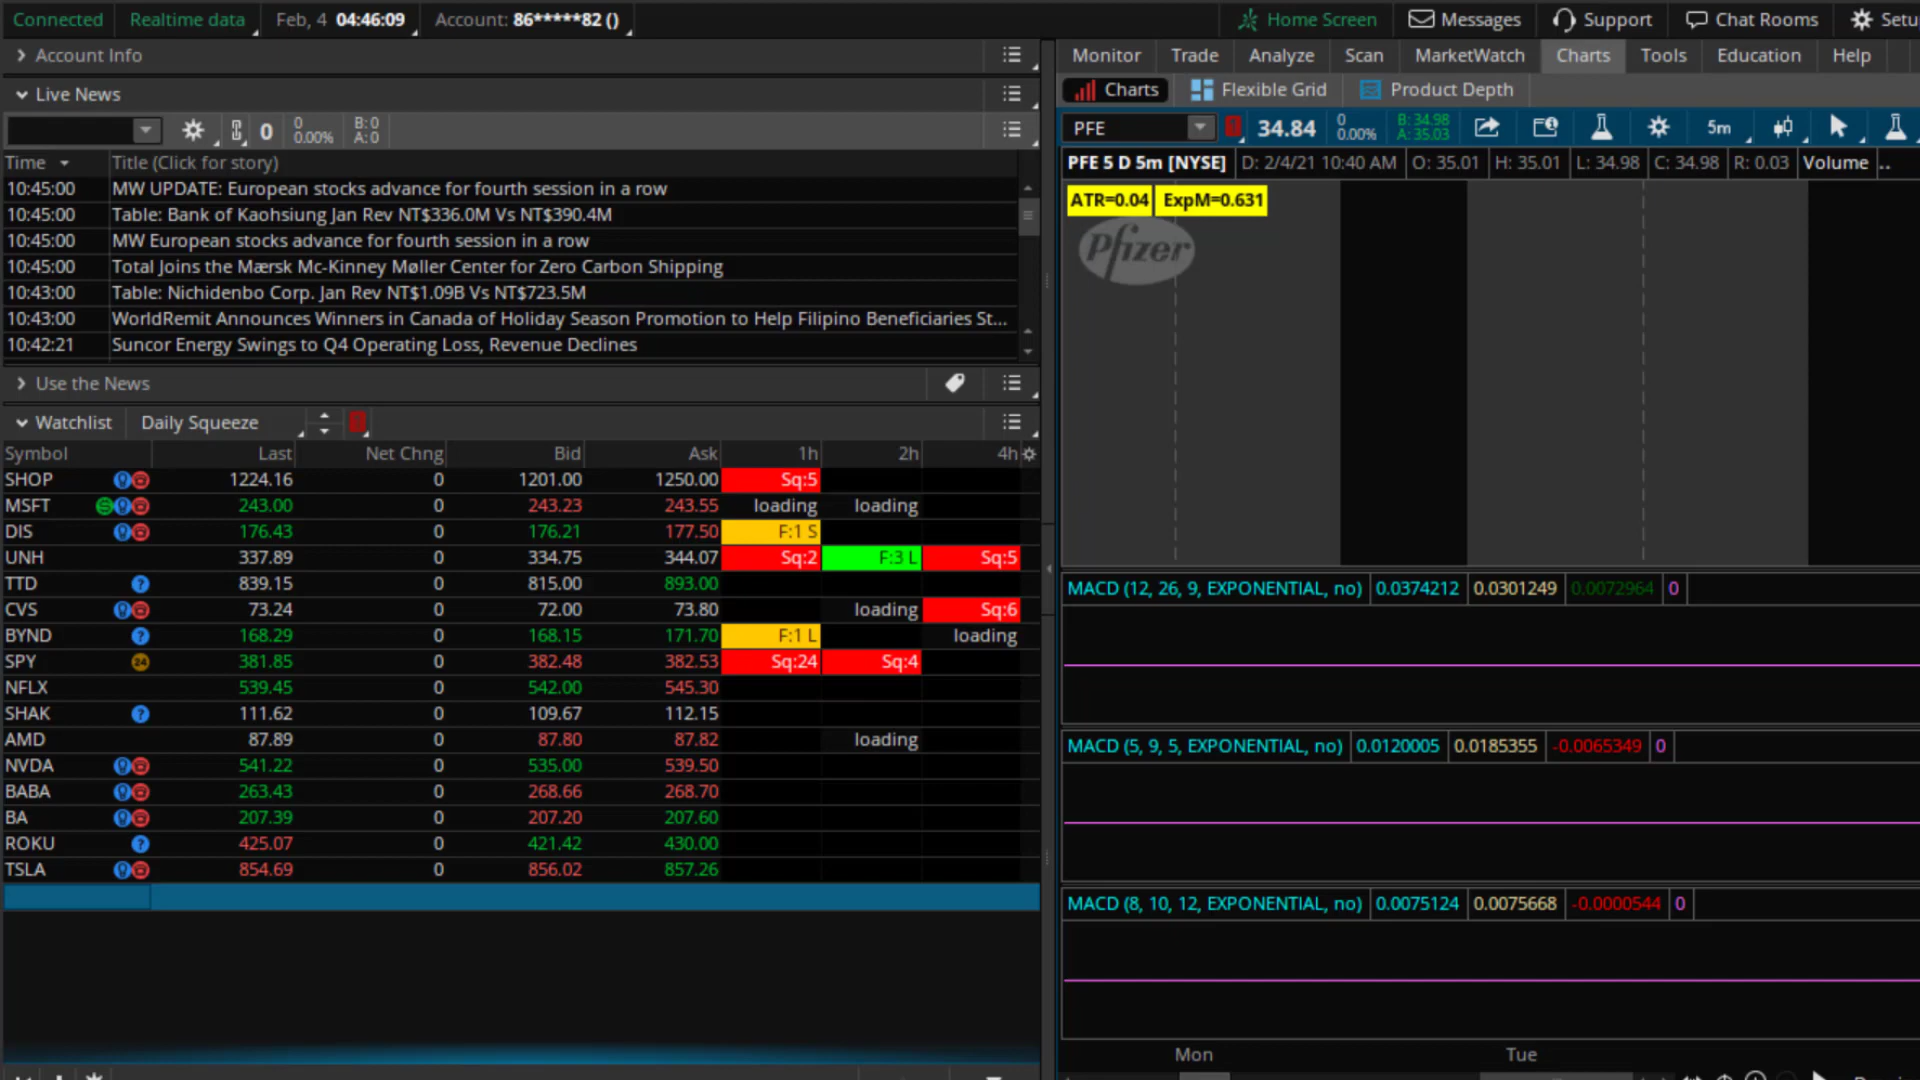 Connected Realtime data Feb, 4 04:46:09 Account: 86*****82 () Home Screen Messages Support Chat Rooms Setu
Account Info
Live News
0 0 0.00% B: 0 A: 0
Time Title (Click for story)
10:45:00 MW UPDATE: European stocks advance for fourth session in a row
10:45:00 Table: Bank of Kaohsiung Jan Rev NT$336.0M Vs NT$390.4M
10:45:00 MW European stocks advance for fourth session in a row
10:45:00 Total Joins the Mærsk Mc-Kinney Møller Center for Zero Carbon Shipping
10:43:00 Table: Nichidenbo Corp. Jan Rev NT$1.09B Vs NT$723.5M
10:43:00 WorldRemit Announces Winners in Canada of Holiday Season Promotion to Help Filipino Beneficiaries St...
10:42:21 Suncor Energy Swings to Q4 Operating Loss, Revenue Declines
Use the News
Watchlist Daily Squeeze
Symbol Last Net Chng Bid Ask 1h 2h 4h
SHOP 1224.16 0 1201.00 1250.00 Sq:5
MSFT 243.00 0 243.23 243.55 loading loading
DIS 176.43 0 176.21 177.50 F:1 S
UNH 337.89 0 334.75 344.07 Sq:2 F:3 L Sq:5
TTD ? 839.15 0 815.00 893.00
CVS 73.24 0 72.00 73.80 loading Sq:6
BYND ? 168.29 0 168.15 171.70 F:1 L loading
SPY 24 381.85 0 382.48 382.53 Sq:24 Sq:4
NFLX 539.45 0 542.00 545.30
SHAK ? 111.62 0 109.67 112.15
AMD 87.89 0 87.80 87.82 loading
NVDA 541.22 0 535.00 539.50
BABA 263.43 0 268.66 268.70
BA 207.39 0 207.20 207.60
ROKU ? 425.07 0 421.42 430.00
TSLA 854.69 0 856.02 857.26
Monitor Trade Analyze Scan MarketWatch Charts Tools Education Help
Charts Flexible Grid Product Depth
PFE 34.84 0 0.00% B: 34.98 A: 35.03 5m
PFE 5 D 5m [NYSE] D: 2/4/21 10:40 AM O: 35.01 H: 35.01 L: 34.98 C: 34.98 R: 0.03 Volume ..
ATR=0.04 ExpM=0.631
Pfizer
MACD (12, 26, 9, EXPONENTIAL, no) 0.0374212 0.0301249 0.0072964 0
MACD (5, 9, 5, EXPONENTIAL, no) 0.0120005 0.0185355 -0.0065349 0
MACD (8, 10, 12, EXPONENTIAL, no) 0.0075124 0.0075668 -0.0000544 0
Mon Tue